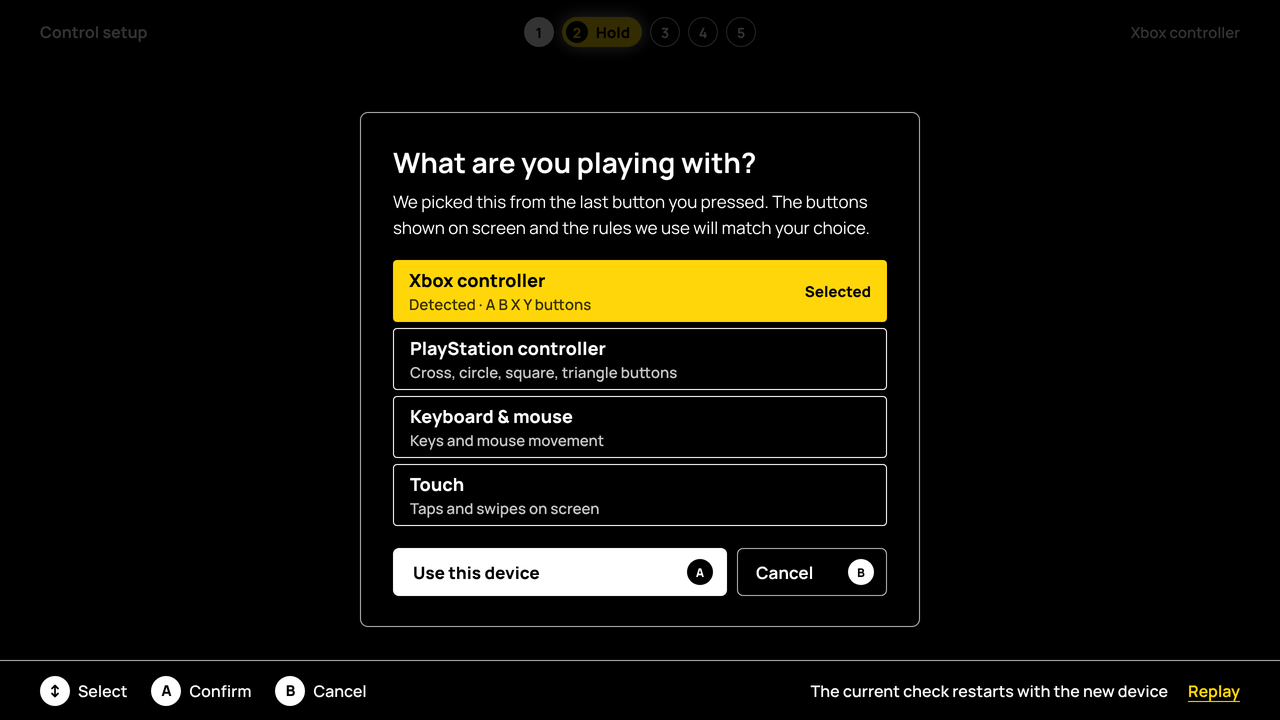 Control setup
1
2 Hold
3
4
5
Xbox controller
What are you playing with?
We picked this from the last button you pressed. The buttons
shown on screen and the rules we use will match your choice.
Xbox controller
Detected · A B X Y buttons
Selected
PlayStation controller
Cross, circle, square, triangle buttons
Keyboard & mouse
Keys and mouse movement
Touch
Taps and swipes on screen
Use this device A
Cancel B
Select
A Confirm
B Cancel
The current check restarts with the new device
Replay